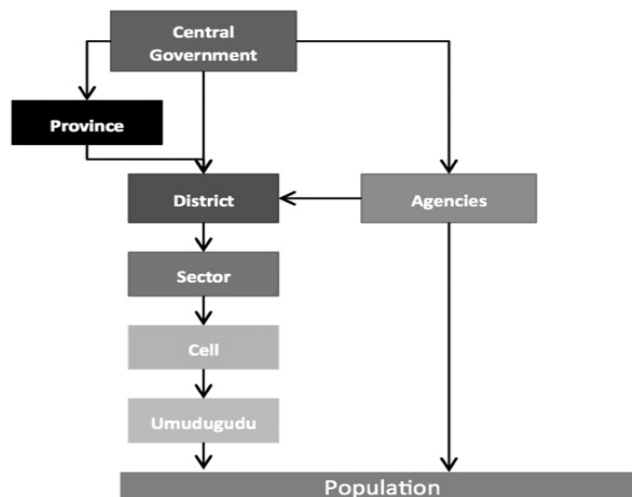 Central
Government
Province
District
Agencies
Sector
Cell
Umudugudu
Population